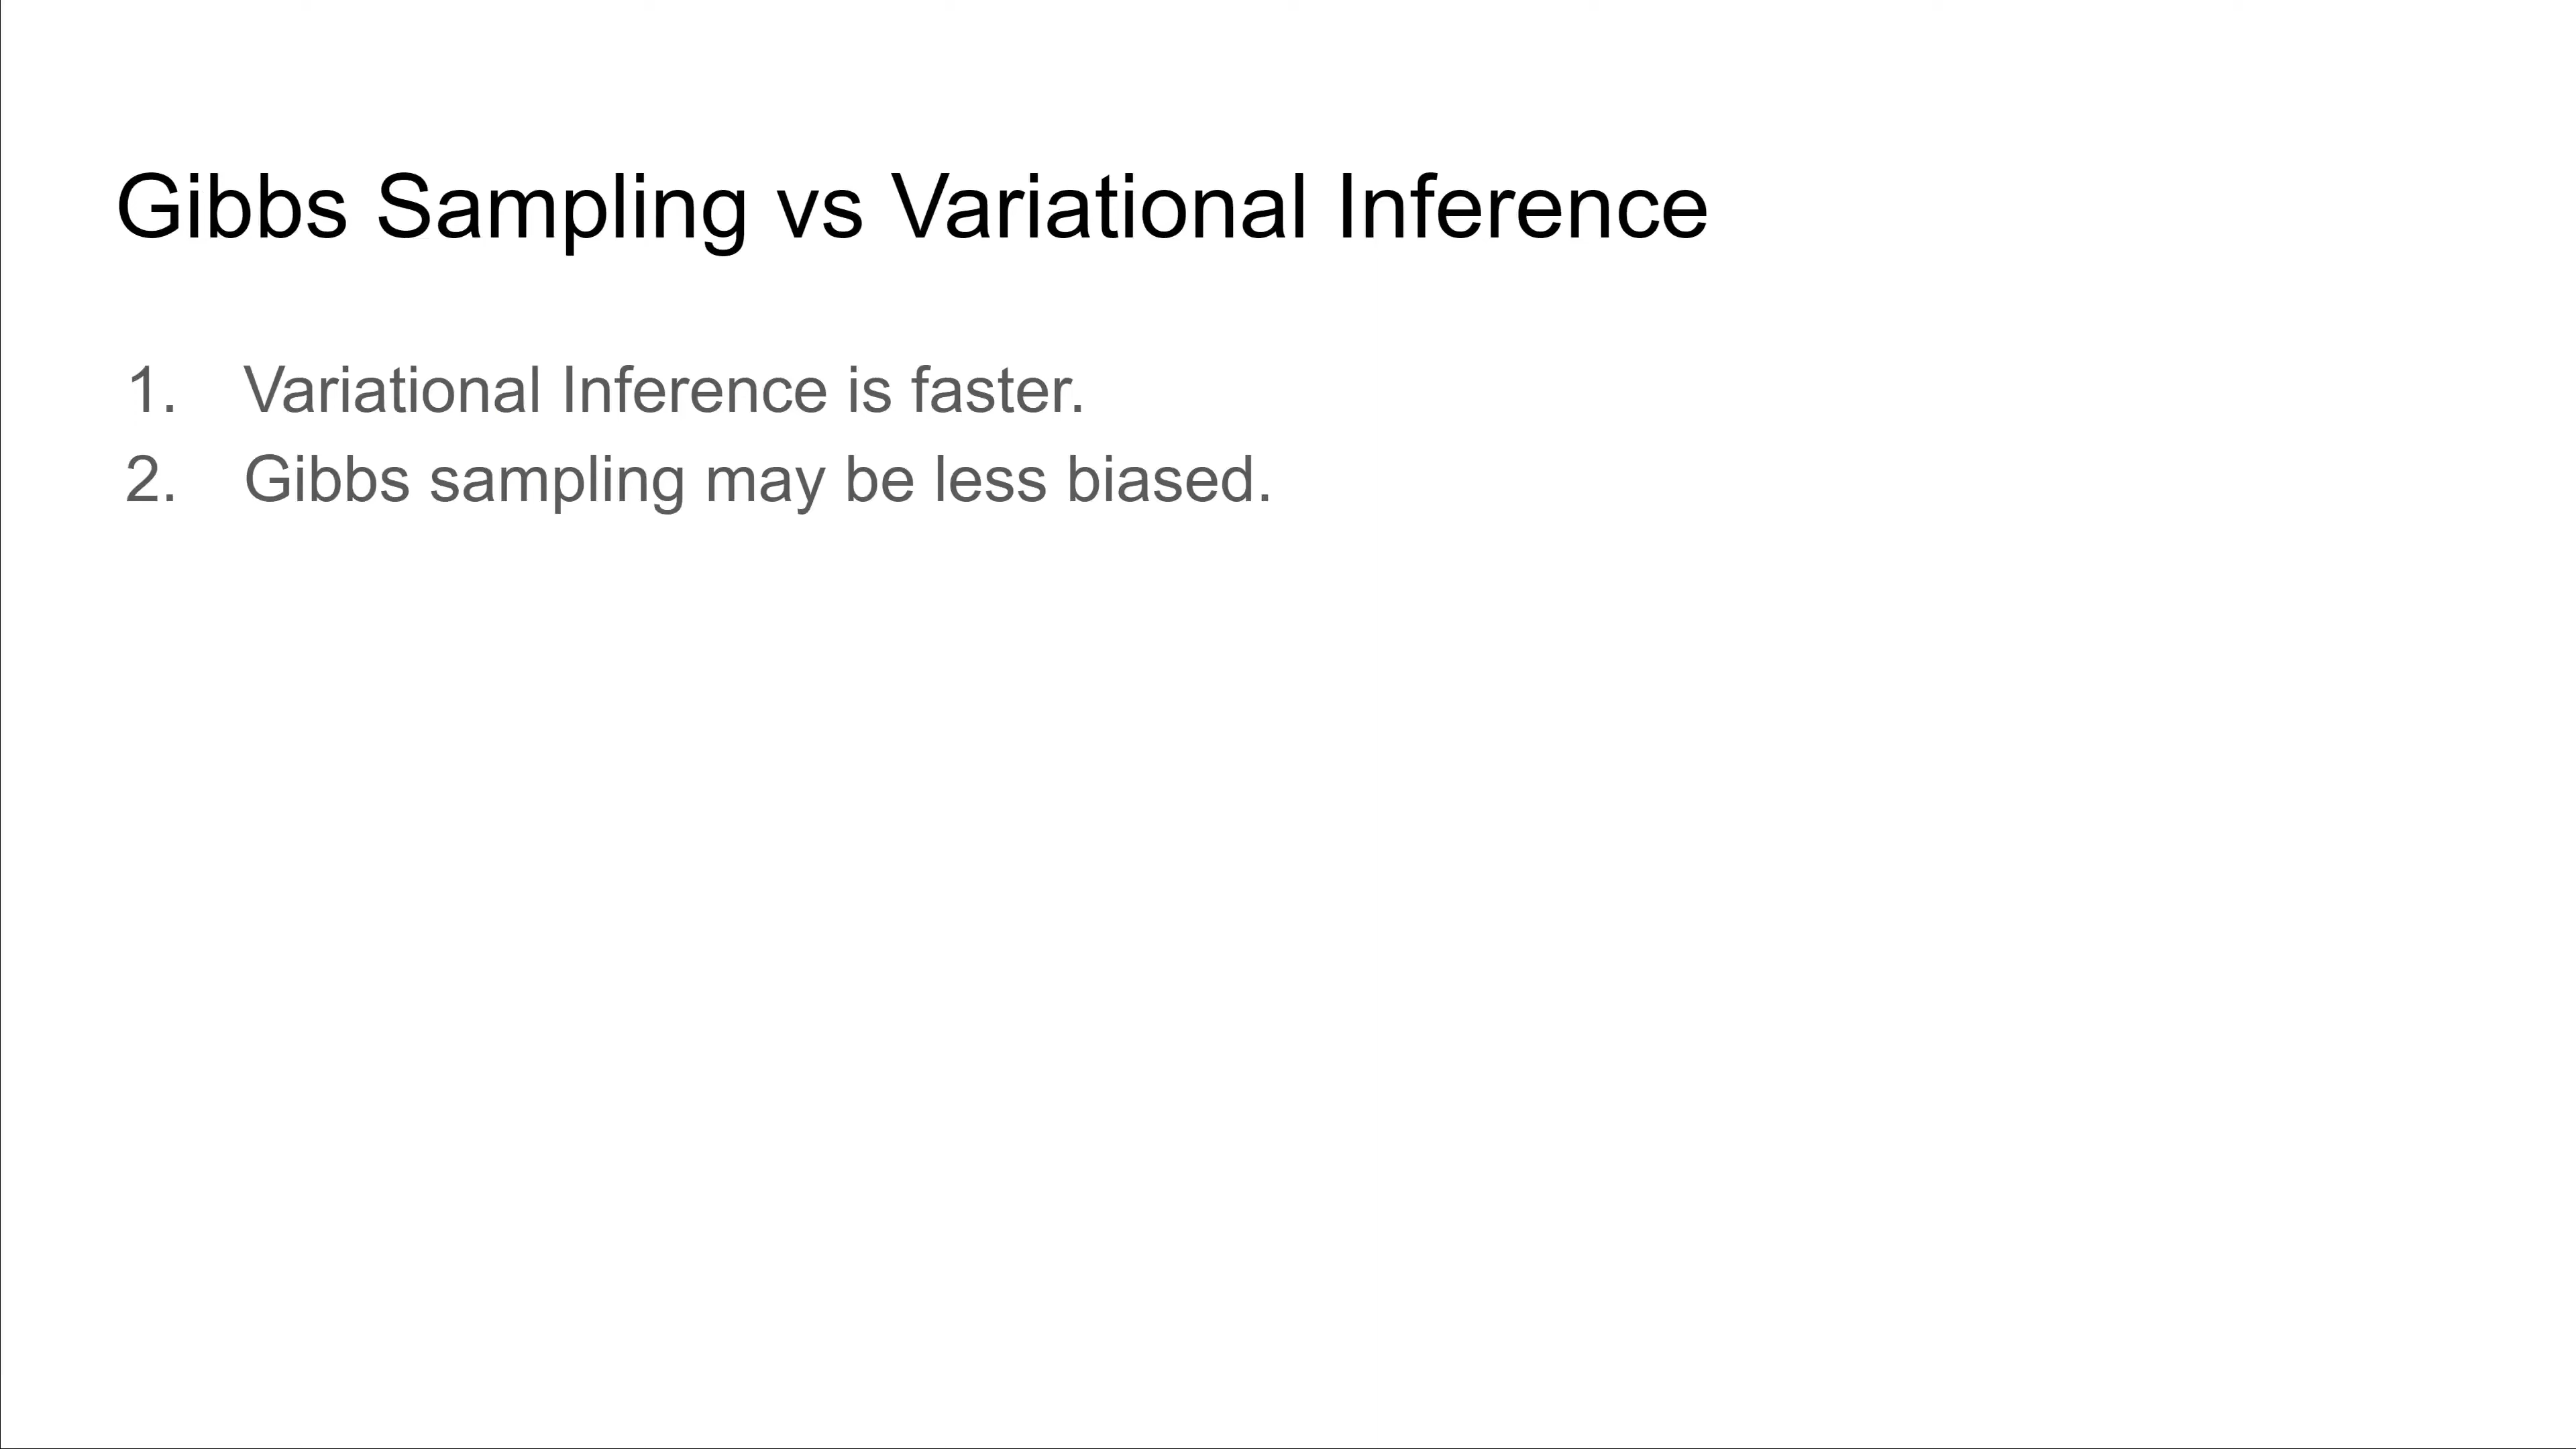 Gibbs Sampling vs Variational Inference
1. Variational Inference is faster.
2. Gibbs sampling may be less biased.